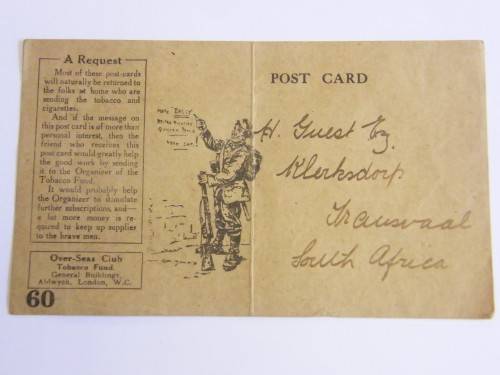 A Request
Most of these post-cards
will naturally be returned to
the folks at home who are
sending the tobacco and
cigarettes.
And if the message on
this post card is of more than
personal interest, then the
friend who receives this
post card would greatly help
the good work by sending
it to the Organizer of the
Tobacco Fund.
It would probably help
the Organizer to stimulate
further subscriptions, and—
a lot more money is re-
quired to keep up supplies
to the brave men.
Over-Seas Club
Tobacco Fund.
General Buildings,
Aldwych, London, W.C.
60
POST CARD
H. Guest Esq.
Klerksdorp
Transvaal
South Africa